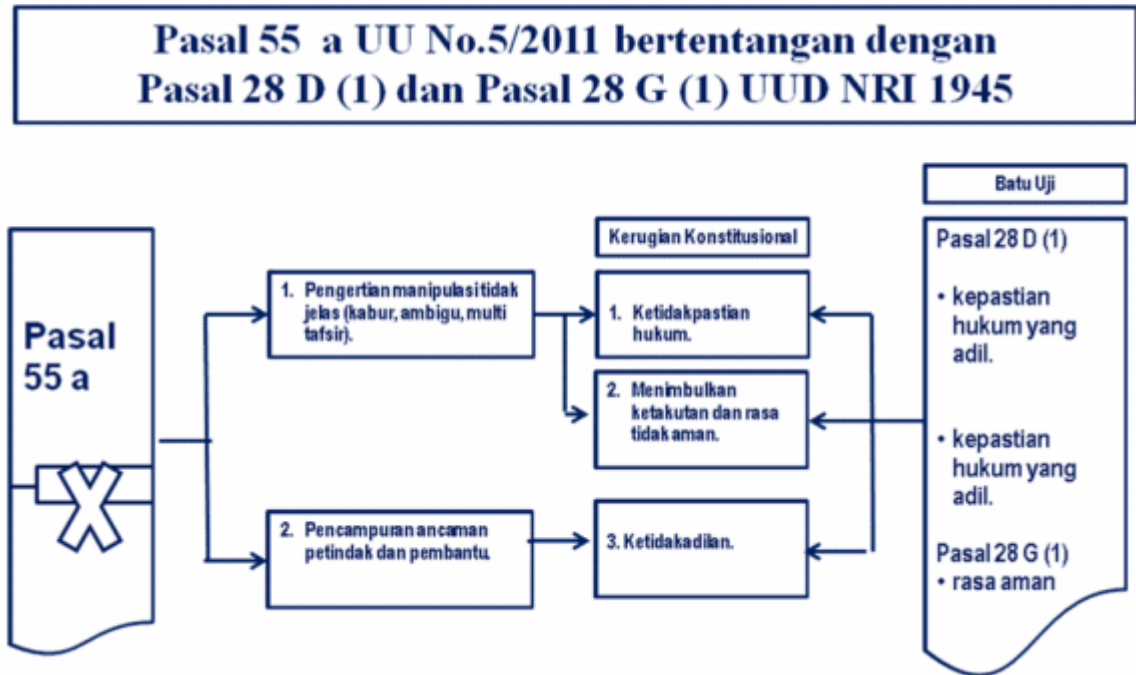 Pasal 55 a UU No.5/2011 bertentangan dengan
Pasal 28 D (1) dan Pasal 28 G (1) UUD NRI 1945
Pasal
55 a
1. Pengertian manipulasi tidak
jelas (kabur, ambigu, multi
tafsir).
2. Pencampuran ancaman
petindak dan pembantu.
Kerugian Konstitusional
1. Ketidakpastian
hukum.
2. Menimbulkan
ketakutan dan rasa
tidak aman.
3. Ketidakadilan.
Batu Uji
Pasal 28 D (1)
• kepastian
hukum yang
adil.
• kepastian
hukum yang
adil.
Pasal 28 G (1)
• rasa aman